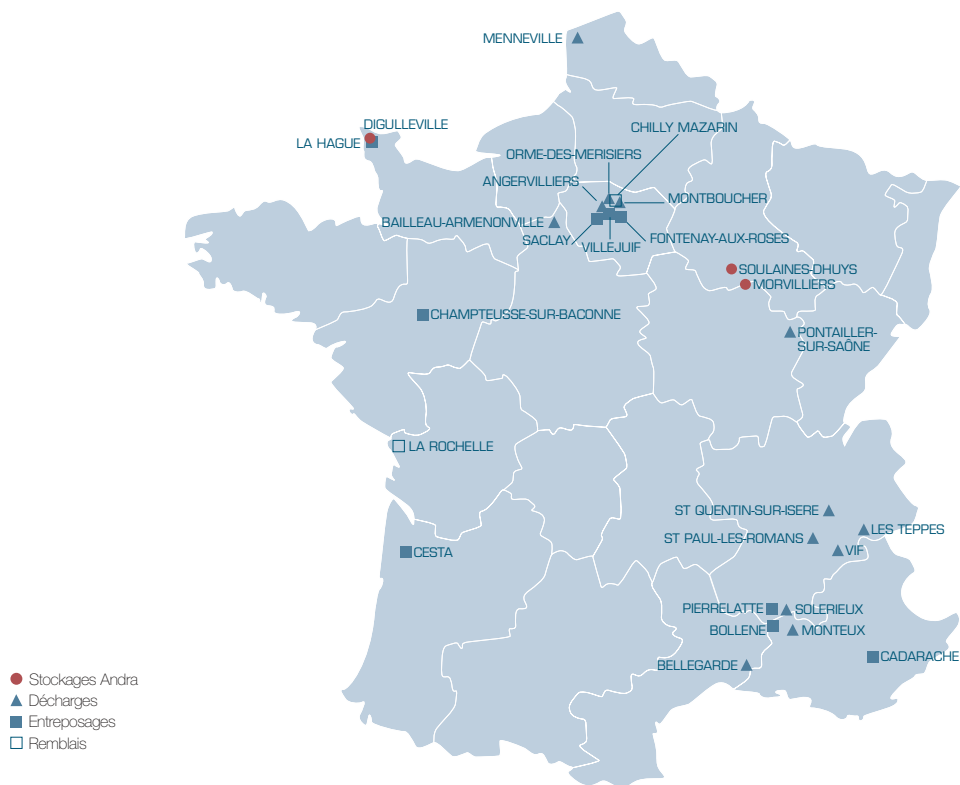 MENNEVILLE
DIGULLEVILLE
LA HAGUE
CHILLY MAZARIN
ORME-DES-MERISIERS
ANGERVILLIERS
MONTBOUCHER
BAILLEAU-ARMENONVILLE
SACLAY
VILLEJUIF
FONTENAY-AUX-ROSES
SOULAINES-DHUYS
MORVILLIERS
CHAMPTEUSSE-SUR-BACONNE
PONTAILLER-
SUR-SAÔNE
LA ROCHELLE
ST QUENTIN-SUR-ISERE
LES TEPPES
ST PAUL-LES-ROMANS
VIF
CESTA
PIERRELATTE
SOLERIEUX
BOLLENE
MONTEUX
CADARACHE
BELLEGARDE
Stockages Andra
Décharges
Entreposages
Remblais